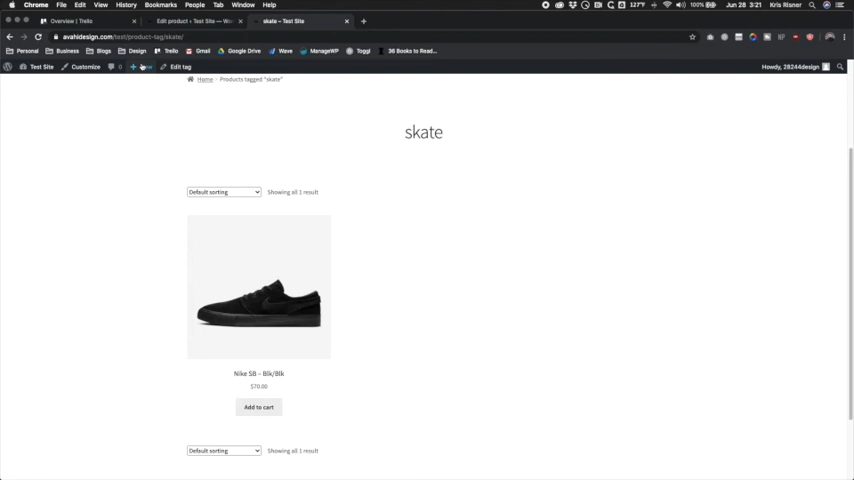 Chrome File Edit View History Bookmarks People Tab Window Help 127°F 100% Jun 28 3:21 Kris Risner
Overview | Trello Edit product ‹ Test Site — Wo skate – Test Site
avahidesign.com/test/product-tag/skate/
Personal Business Blogs Design Trello Gmail Google Drive Wave ManageWP Toggl 36 Books to Read...
Test Site Customize 0 New Edit tag Howdy, 28244design
Home Products tagged "skate"
skate
Default sorting Showing all 1 result
Nike SB – Blk/Blk
$70.00
Add to cart
Default sorting Showing all 1 result